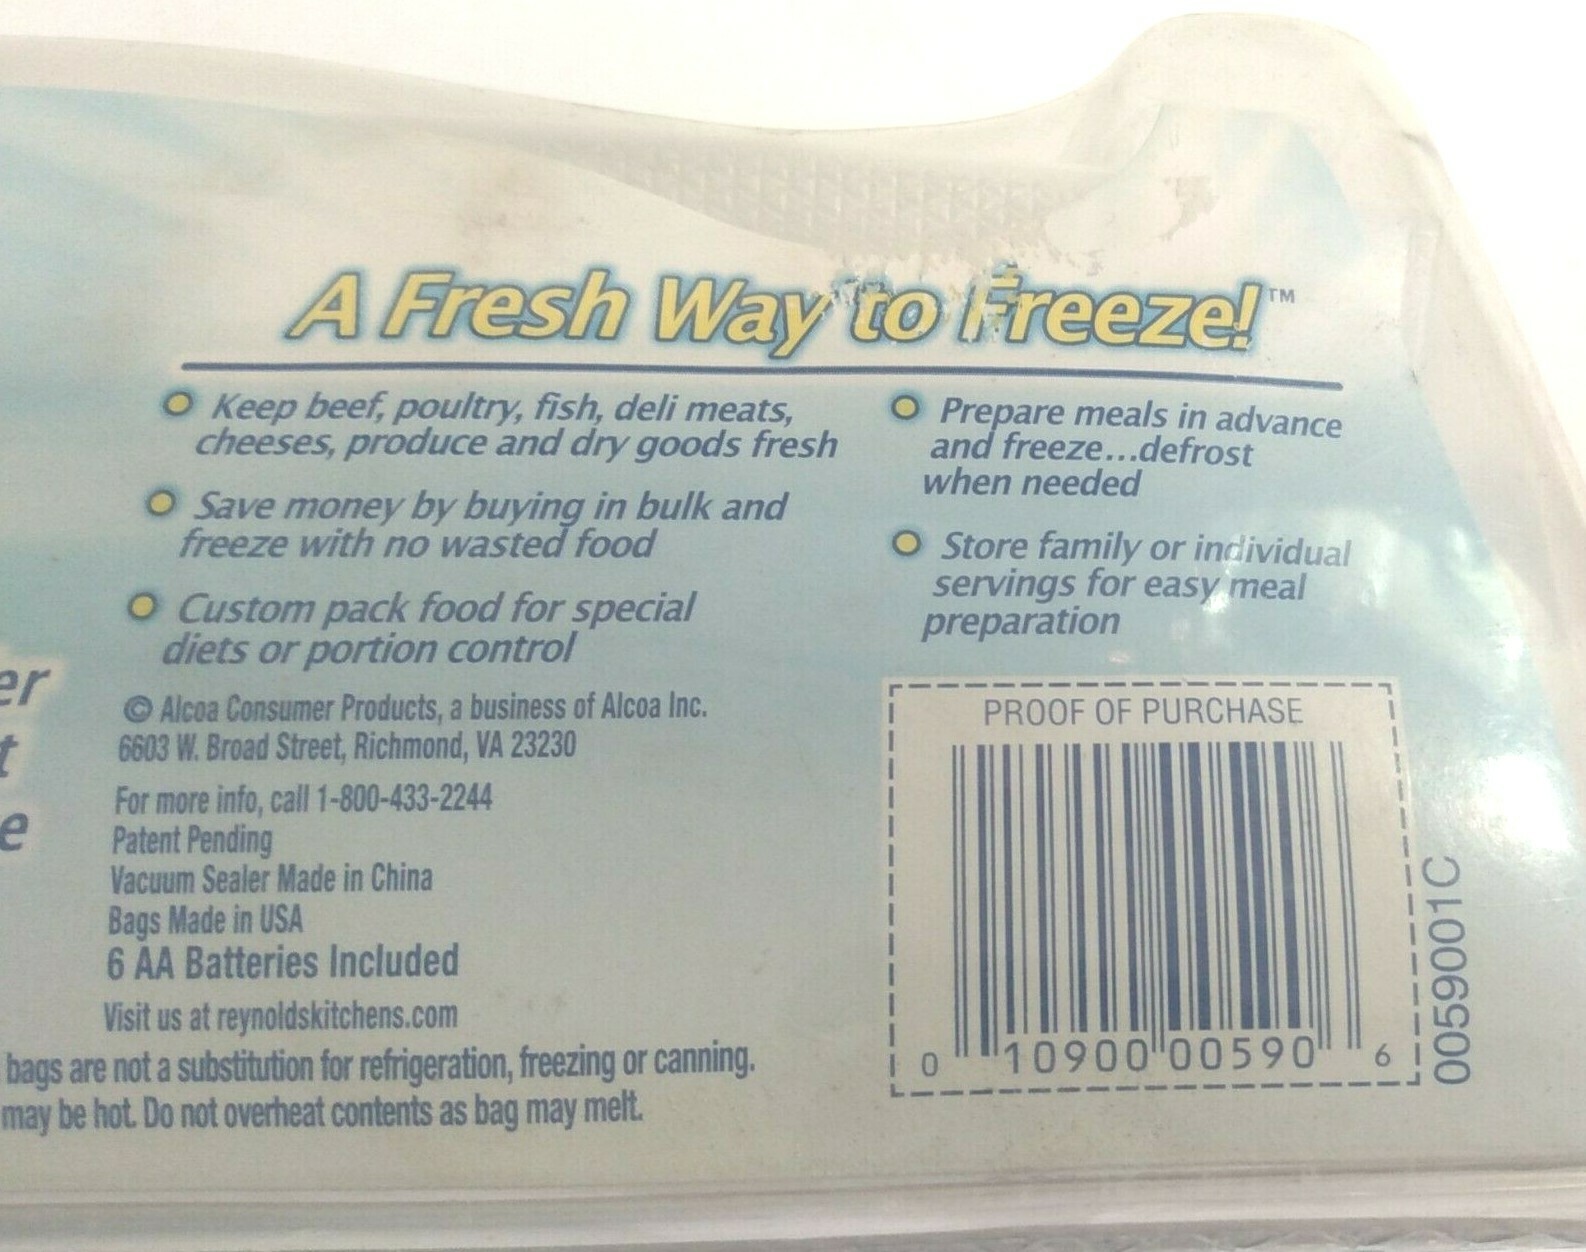 A Fresh Way to Freeze!™
Keep beef, poultry, fish, deli meats,
cheeses, produce and dry goods fresh
Save money by buying in bulk and
freeze with no wasted food
Custom pack food for special
diets or portion control
Prepare meals in advance
and freeze...defrost
when needed
Store family or individual
servings for easy meal
preparation
er
t
e
© Alcoa Consumer Products, a business of Alcoa Inc.
6603 W. Broad Street, Richmond, VA 23230
For more info, call 1-800-433-2244
Patent Pending
Vacuum Sealer Made in China
Bags Made in USA
6 AA Batteries Included
Visit us at reynoldskitchens.com
bags are not a substitution for refrigeration, freezing or canning.
may be hot. Do not overheat contents as bag may melt.
PROOF OF PURCHASE
0 10900 00590 6
0059001C